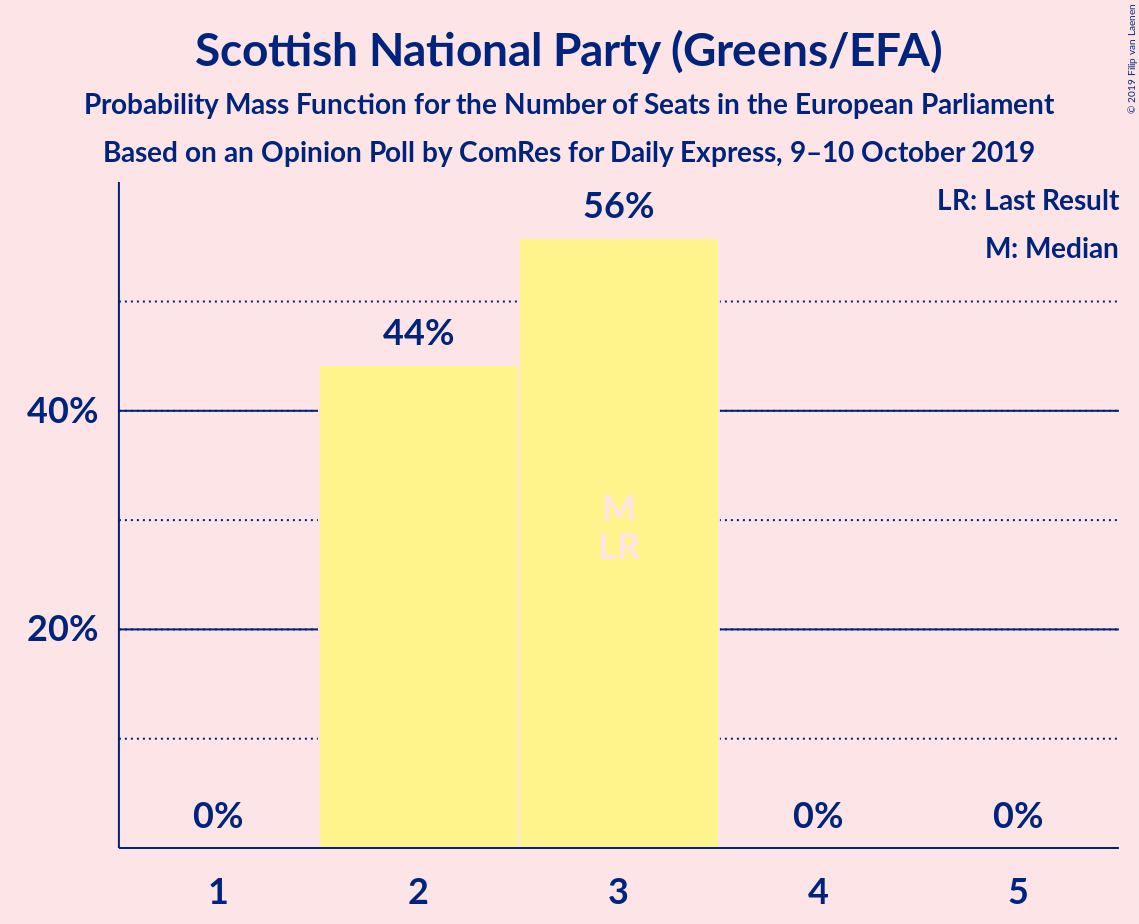 Scottish National Party (Greens/EFA)
Probability Mass Function for the Number of Seats in the European Parliament
Based on an Opinion Poll by ComRes for Daily Express, 9–10 October 2019
© 2019 Filip van Laenen
LR: Last Result
M: Median
56%
44%
40%
M
LR
20%
0%
0%
0%
1
2
3
4
5